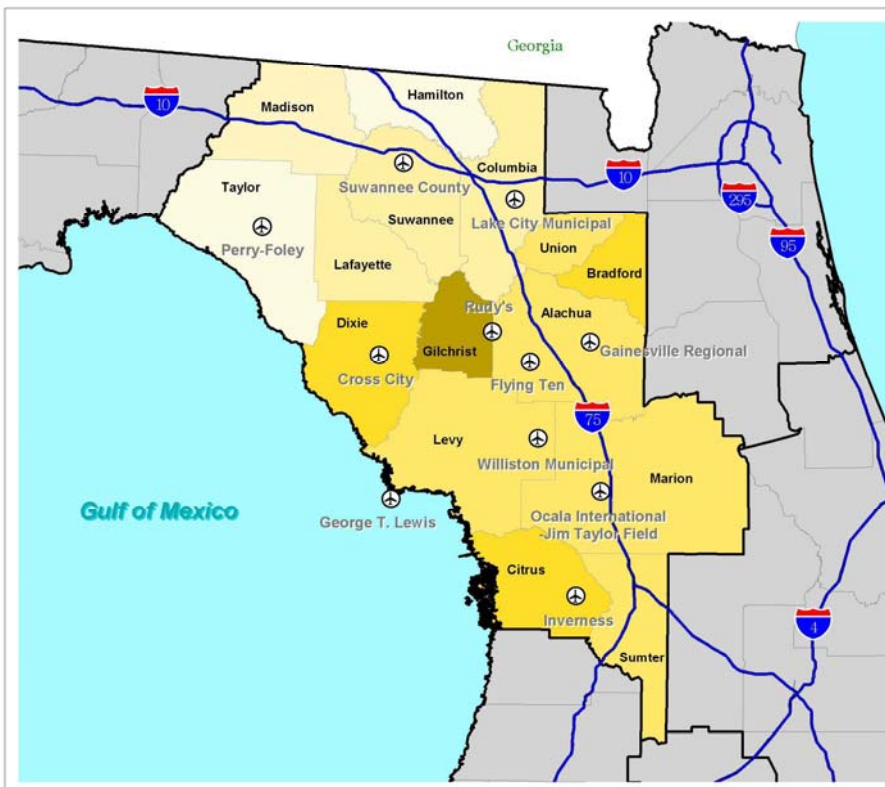 Georgia
Hamilton
Madison
10
Columbia
10
Suwannee County
Taylor
295
Lake City Municipal
Suwannee
Perry-Foley
Union
95
Lafayette
Bradford
Rudy's
Alachua
Dixie
Gilchrist
Gainesville Regional
Cross City
Flying Ten
75
Levy
Williston Municipal
Marion
Gulf of Mexico
George T. Lewis
Ocala International
-Jim Taylor Field
Citrus
Inverness
4
Sumter